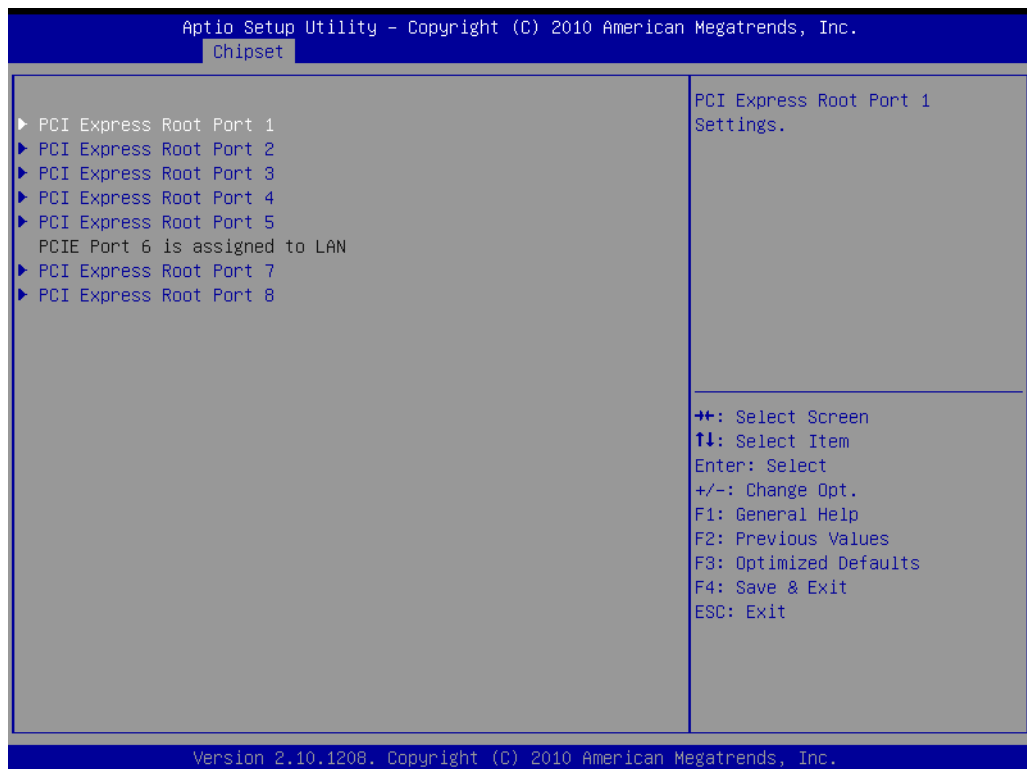 Aptio Setup Utility – Copyright (C) 2010 American Megatrends, Inc.
Chipset
▶ PCI Express Root Port 1
▶ PCI Express Root Port 2
▶ PCI Express Root Port 3
▶ PCI Express Root Port 4
▶ PCI Express Root Port 5
PCIE Port 6 is assigned to LAN
▶ PCI Express Root Port 7
▶ PCI Express Root Port 8
PCI Express Root Port 1
Settings.
→←: Select Screen
↑↓: Select Item
Enter: Select
+/-: Change Opt.
F1: General Help
F2: Previous Values
F3: Optimized Defaults
F4: Save & Exit
ESC: Exit
Version 2.10.1208. Copyright (C) 2010 American Megatrends, Inc.